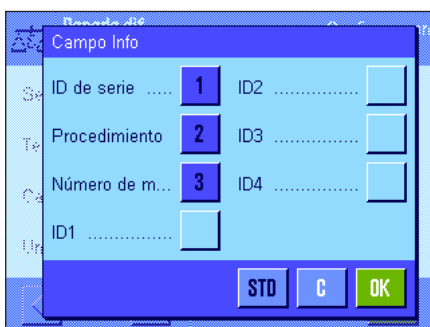 Campo Info
ID de serie ..... 1
ID2 ................
Procedimiento 2
ID3 ................
Número de m... 3
ID4 ................
ID1 ................
STD C OK